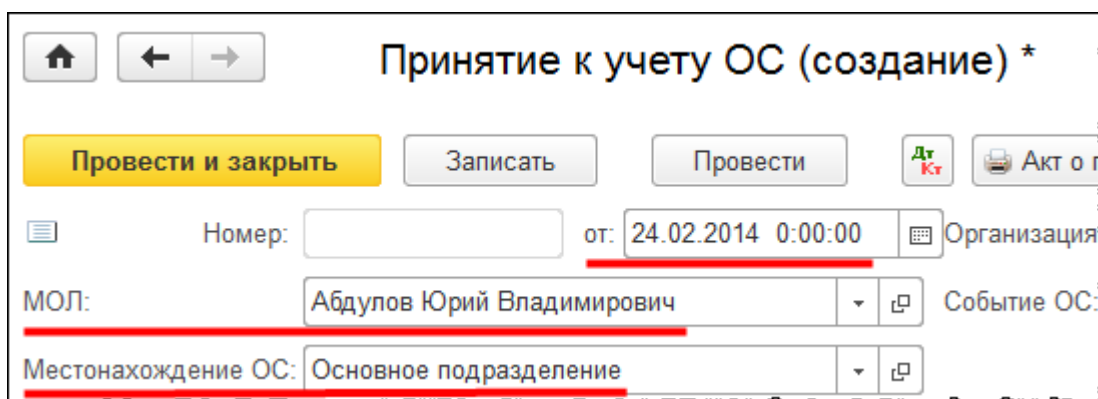 Принятие к учету ОС (создание) *
Провести и закрыть Записать Провести Дт Кт Акт о п
Номер: от: 24.02.2014 0:00:00 Организация
МОЛ: Абдулов Юрий Владимирович Событие ОС:
Местонахождение ОС: Основное подразделение